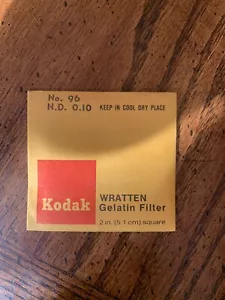 No. 96
N.D. 0.10 KEEP IN COOL DRY PLACE
Kodak
WRATTEN
Gelatin Filter
2 in. (5.1 cm) square